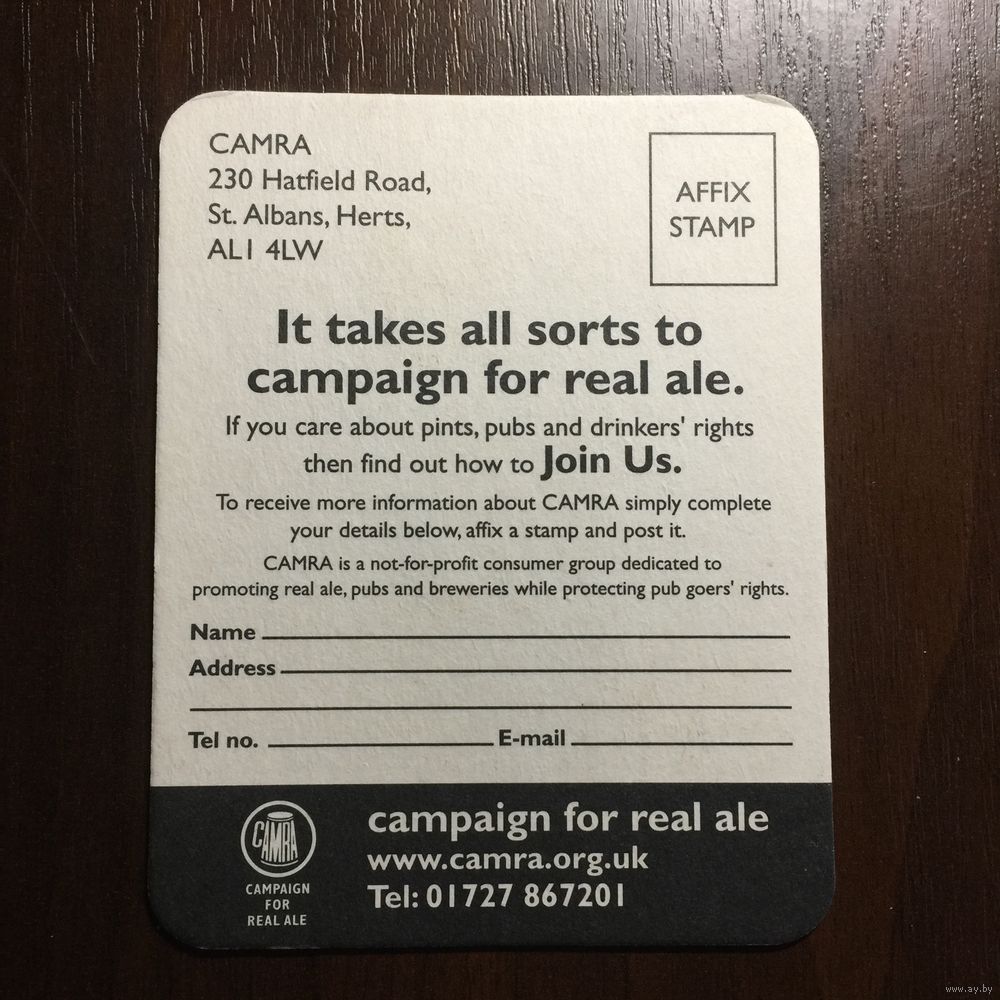 CAMRA
230 Hatfield Road,
St. Albans, Herts,
AL1 4LW
AFFIX
STAMP
It takes all sorts to
campaign for real ale.
If you care about pints, pubs and drinkers' rights
then find out how to Join Us.
To receive more information about CAMRA simply complete
your details below, affix a stamp and post it.
CAMRA is a not-for-profit consumer group dedicated to
promoting real ale, pubs and breweries while protecting pub goers' rights.
Name
Address
Tel no. E-mail
CAMRA
CAMPAIGN
FOR
REAL ALE
campaign for real ale
www.camra.org.uk
Tel: 01727 867201
www.ay.by